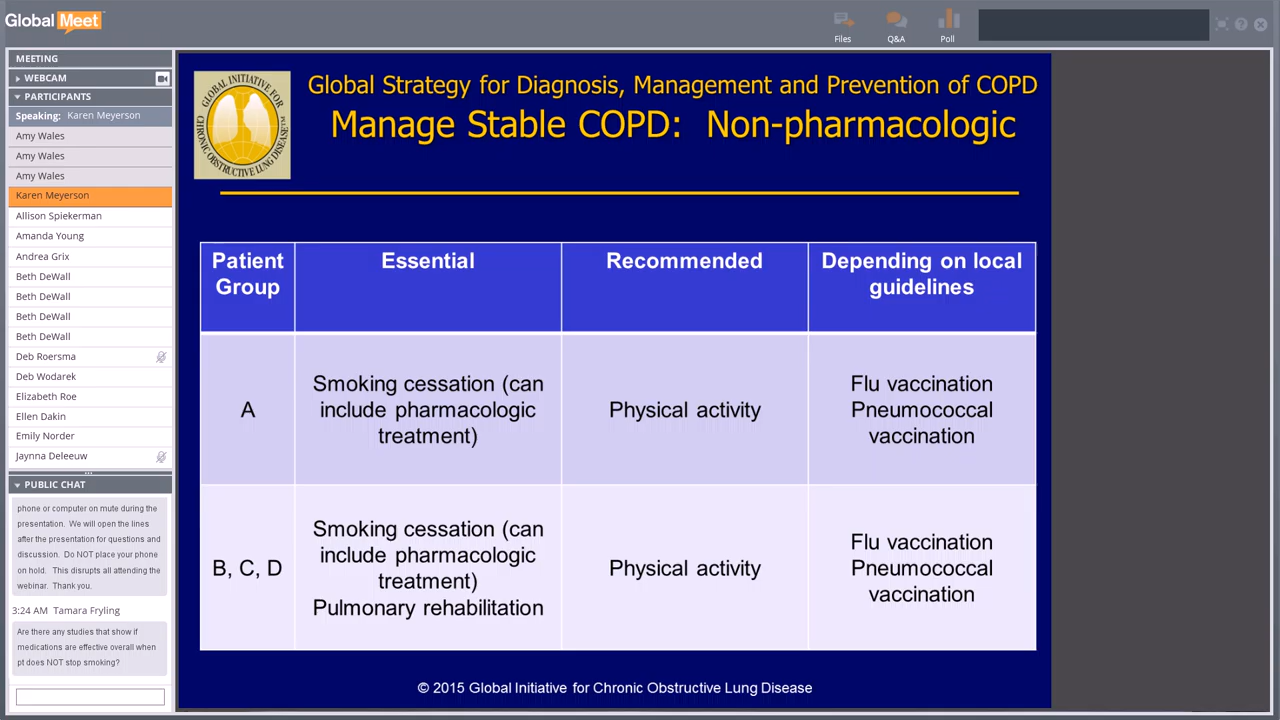 Global Meet
Files
Q&A
Poll
MEETING
WEBCAM
PARTICIPANTS
Speaking: Karen Meyerson
Amy Wales
Amy Wales
Amy Wales
Karen Meyerson
Allison Spiekerman
Amanda Young
Andrea Grix
Beth DeWall
Beth DeWall
Beth DeWall
Beth DeWall
Deb Roersma
Deb Wodarek
Elizabeth Roe
Ellen Dakin
Emily Norder
Jaynna Deleeuw
PUBLIC CHAT
phone or computer on mute during the
presentation. We will open the lines
after the presentation for questions and
discussion. Do NOT place your phone
on hold. This disrupts all attending the
webinar. Thank you.
3:24 AM Tamara Fryling
Are there any studies that show if
medications are effective overall when
pt does NOT stop smoking?
GLOBAL INITIATIVE FOR
CHRONIC OBSTRUCTIVE LUNG DISEASE
Global Strategy for Diagnosis, Management and Prevention of COPD
Manage Stable COPD: Non-pharmacologic
Patient
Group
Essential
Recommended
Depending on local
guidelines
A
Smoking cessation (can
include pharmacologic
treatment)
Physical activity
Flu vaccination
Pneumococcal
vaccination
B, C, D
Smoking cessation (can
include pharmacologic
treatment)
Pulmonary rehabilitation
Physical activity
Flu vaccination
Pneumococcal
vaccination
© 2015 Global Initiative for Chronic Obstructive Lung Disease